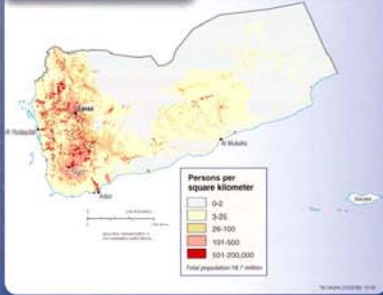 Sanaa
Al Hudaydah
Al Mukalla
Adan
Socotra
Persons per
square kilometer
0-2
3-25
26-100
101-500
501-200,000
Total population 18.7 million